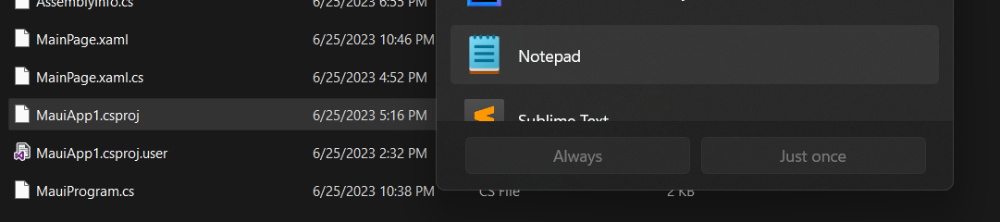 AssemblyInfo.cs 6/25/2023 6:55 PM
MainPage.xaml 6/25/2023 10:46 PM
Notepad
MainPage.xaml.cs 6/25/2023 4:52 PM
MauiApp1.csproj 6/25/2023 5:16 PM
Sublime Text
MauiApp1.csproj.user 6/25/2023 2:32 PM
Always Just once
MauiProgram.cs 6/25/2023 10:38 PM CS File 2 KB